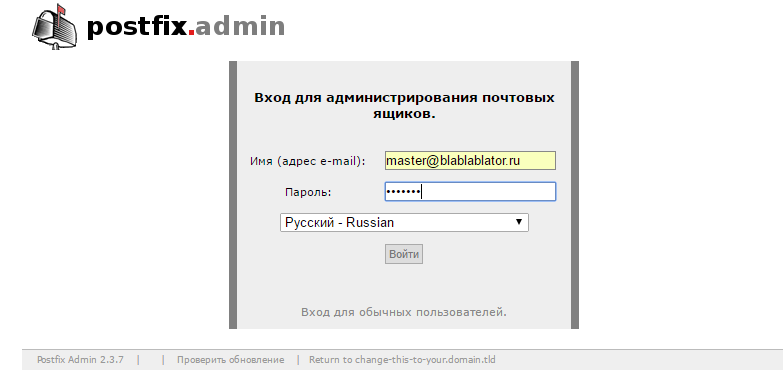 postfix.admin
Вход для администрирования почтовых
ящиков.
Имя (адрес e-mail): master@blablablator.ru
Пароль: •••••••
Русский - Russian ▼
Войти
Вход для обычных пользователей.
Postfix Admin 2.3.7 | | Проверить обновление | Return to change-this-to-your.domain.tld